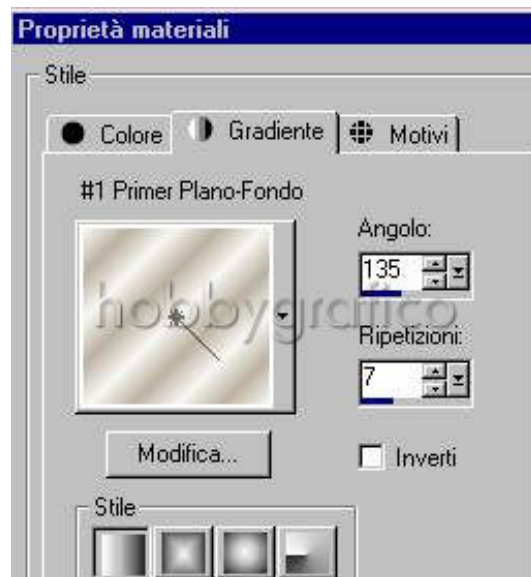 Proprietà materiali
Stile
Colore Gradiente Motivi
#1 Primer Plano-Fondo
Angolo:
135
hobbygrafico
Ripetizioni:
7
Modifica...
Inverti
Stile